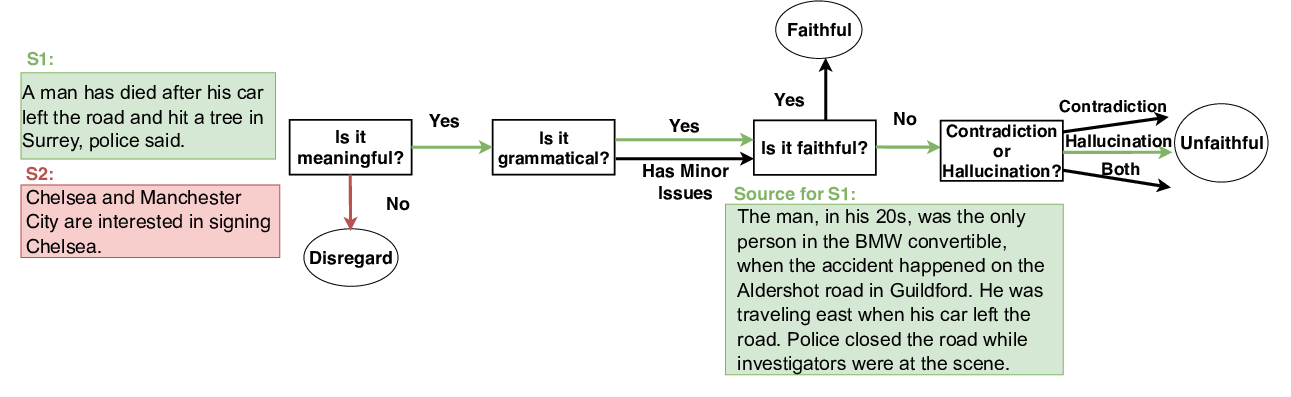 S1:
A man has died after his car
left the road and hit a tree in
Surrey, police said.
S2:
Chelsea and Manchester
City are interested in signing
Chelsea.
Is it
meaningful?
Yes
No
Disregard
Is it
grammatical?
Yes
Has Minor
Issues
Is it faithful?
Yes
Faithful
No
Source for S1:
The man, in his 20s, was the only
person in the BMW convertible,
when the accident happened on the
Aldershot road in Guildford. He was
traveling east when his car left the
road. Police closed the road while
investigators were at the scene.
Contradiction
or
Hallucination?
Contradiction
Hallucination
Both
Unfaithful